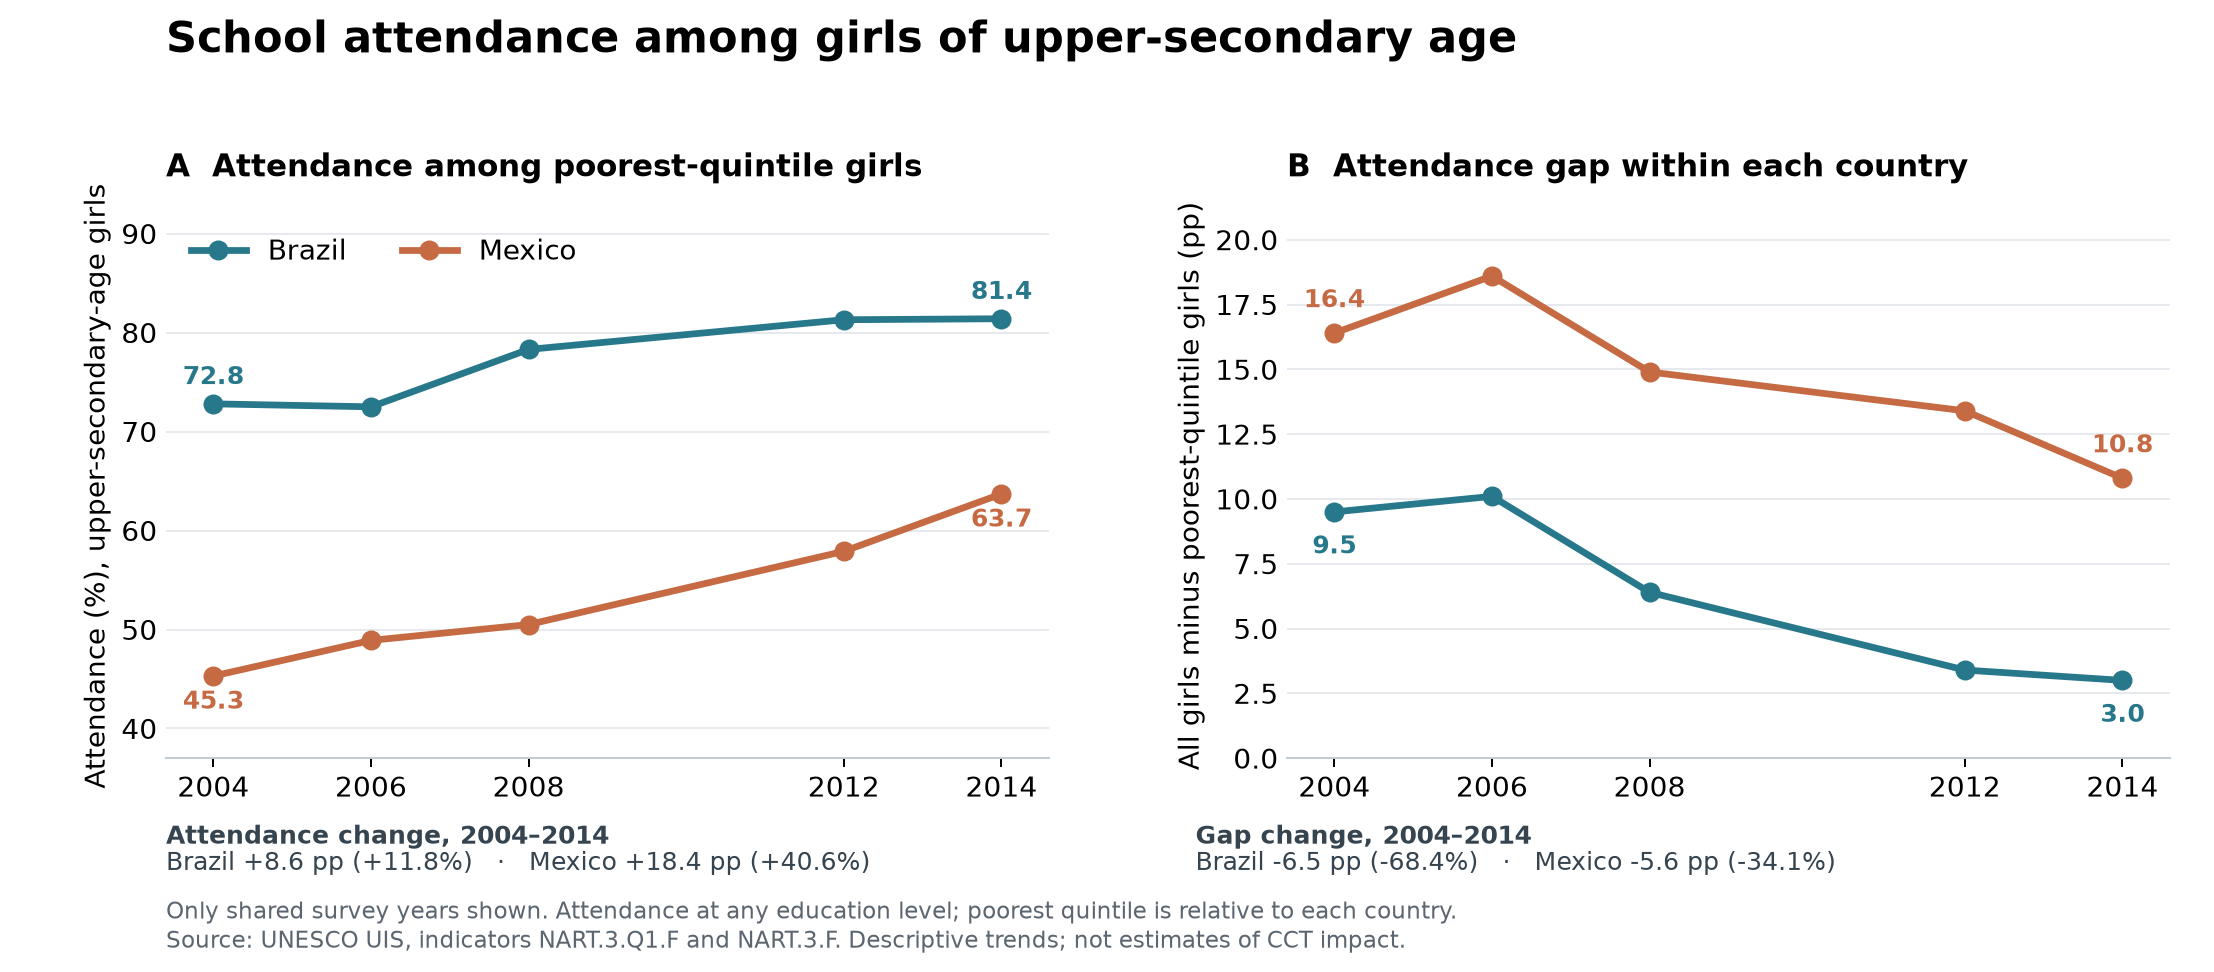 School attendance among girls of upper-secondary age
A Attendance among poorest-quintile girls
Attendance (%), upper-secondary-age girls
90
80
70
60
50
40
Brazil
Mexico
72.8
81.4
45.3
63.7
2004
2006
2008
2012
2014
Attendance change, 2004–2014
Brazil +8.6 pp (+11.8%) · Mexico +18.4 pp (+40.6%)
B Attendance gap within each country
All girls minus poorest-quintile girls (pp)
20.0
17.5
15.0
12.5
10.0
7.5
5.0
2.5
0.0
16.4
10.8
9.5
3.0
2004
2006
2008
2012
2014
Gap change, 2004–2014
Brazil -6.5 pp (-68.4%) · Mexico -5.6 pp (-34.1%)
Only shared survey years shown. Attendance at any education level; poorest quintile is relative to each country.
Source: UNESCO UIS, indicators NART.3.Q1.F and NART.3.F. Descriptive trends; not estimates of CCT impact.